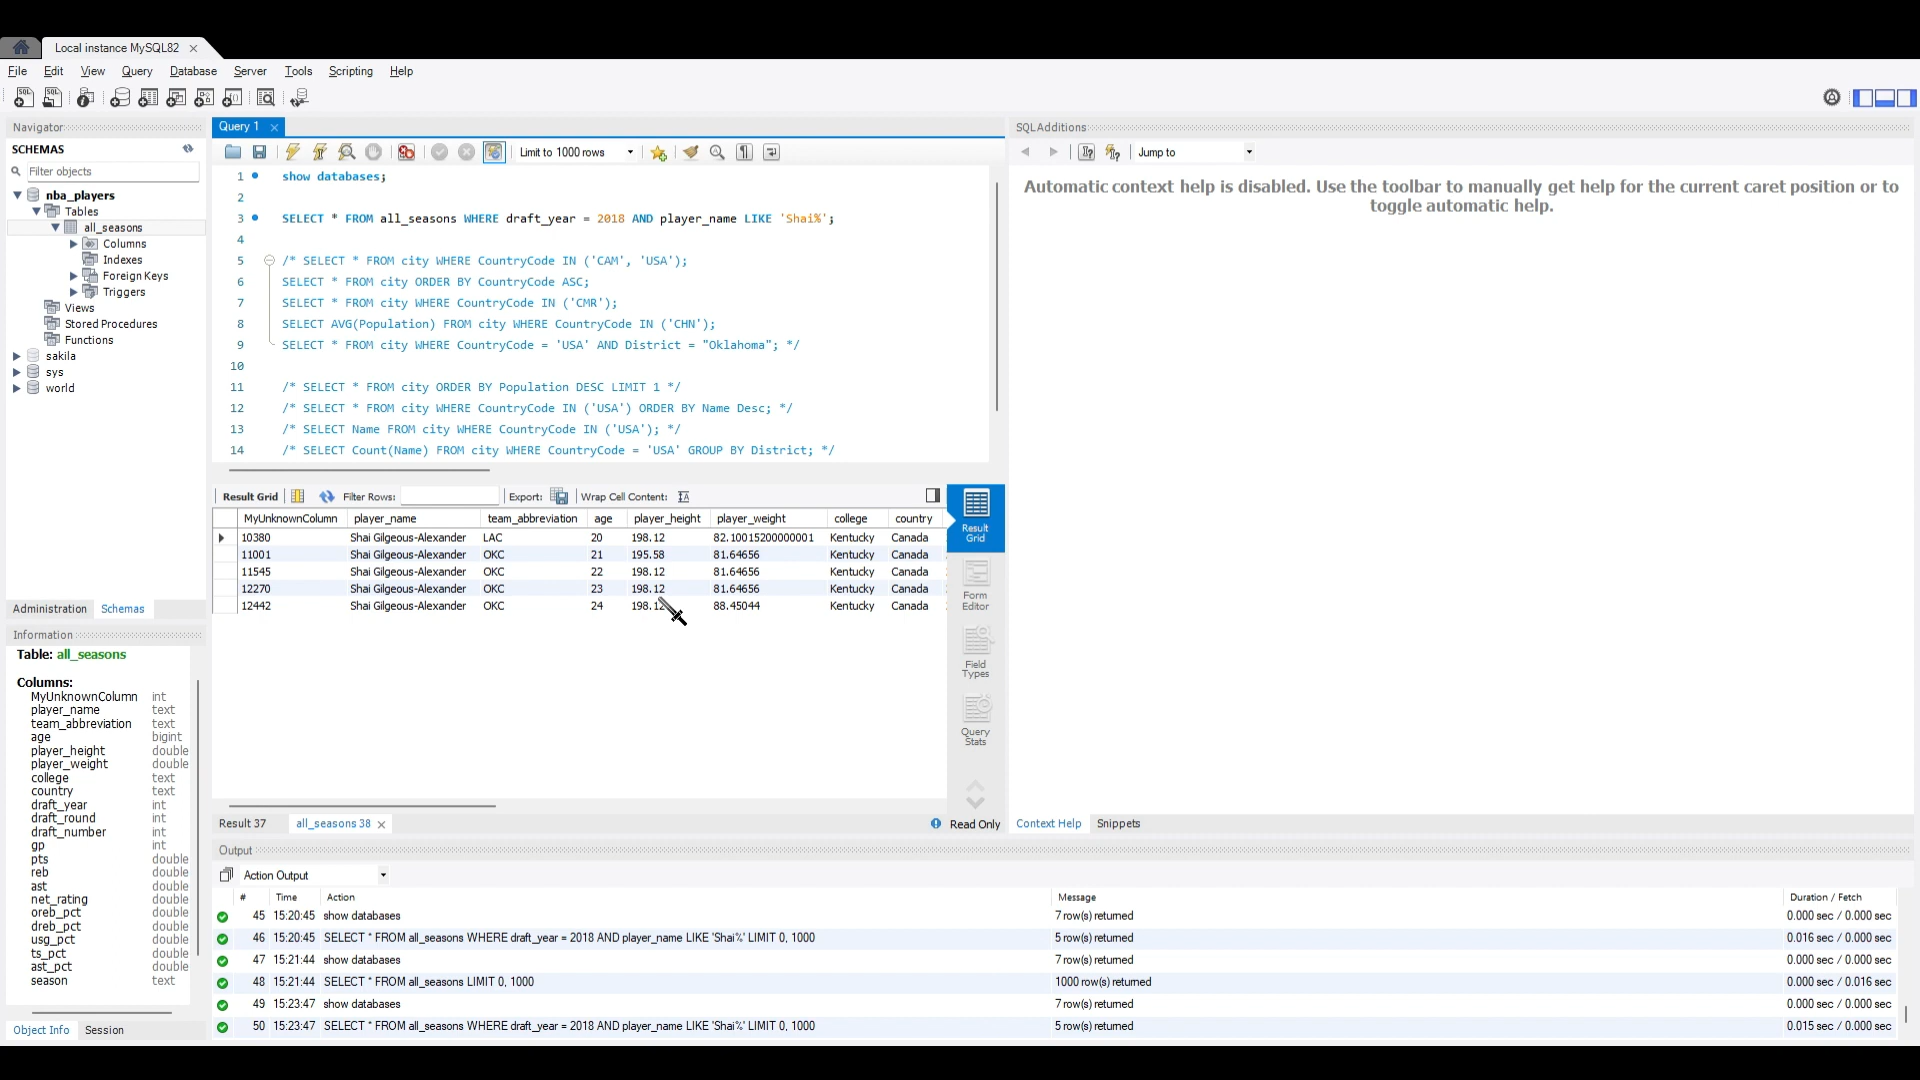 Local instance MySQL82
File Edit View Query Database Server Tools Scripting Help
Navigator
SCHEMAS
Filter objects
nba_players
Tables
all_seasons
Columns
Indexes
Foreign Keys
Triggers
Views
Stored Procedures
Functions
sakila
sys
world
Administration Schemas
Information
Table: all_seasons
Columns:
MyUnknownColumn int
player_name text
team_abbreviation text
age bigint
player_height double
player_weight double
college text
country text
draft_year int
draft_round int
draft_number int
gp int
pts double
reb double
ast double
net_rating double
oreb_pct double
dreb_pct double
usg_pct double
ts_pct double
ast_pct double
season text
Object Info Session
Query 1
Limit to 1000 rows
1 show databases;
2
3 SELECT * FROM all_seasons WHERE draft_year = 2018 AND player_name LIKE 'Shai%';
4
5 /* SELECT * FROM city WHERE CountryCode IN ('CAM', 'USA');
6 SELECT * FROM city ORDER BY CountryCode ASC;
7 SELECT * FROM city WHERE CountryCode IN ('CMR');
8 SELECT AVG(Population) FROM city WHERE CountryCode IN ('CHN');
9 SELECT * FROM city WHERE CountryCode = 'USA' AND District = "Oklahoma"; */
10
11 /* SELECT * FROM city ORDER BY Population DESC LIMIT 1 */
12 /* SELECT * FROM city WHERE CountryCode IN ('USA') ORDER BY Name Desc; */
13 /* SELECT Name FROM city WHERE CountryCode IN ('USA'); */
14 /* SELECT Count(Name) FROM city WHERE CountryCode = 'USA' GROUP BY District; */
Result Grid Filter Rows: Export: Wrap Cell Content:
MyUnknownColumn player_name team_abbreviation age player_height player_weight college country
10380 Shai Gilgeous-Alexander LAC 20 198.12 82.10015200000001 Kentucky Canada
11001 Shai Gilgeous-Alexander OKC 21 195.58 81.64656 Kentucky Canada
11545 Shai Gilgeous-Alexander OKC 22 198.12 81.64656 Kentucky Canada
12270 Shai Gilgeous-Alexander OKC 23 198.12 81.64656 Kentucky Canada
12442 Shai Gilgeous-Alexander OKC 24 198.12 88.45044 Kentucky Canada
Result
Grid
Form
Editor
Field
Types
Query
Stats
Result 37 all_seasons 38 Read Only
SQLAdditions
Jump to
Automatic context help is disabled. Use the toolbar to manually get help for the current caret position or to
toggle automatic help.
Context Help Snippets
Output
Action Output
# Time Action Message Duration / Fetch
45 15:20:45 show databases 7 row(s) returned 0.000 sec / 0.000 sec
46 15:20:45 SELECT * FROM all_seasons WHERE draft_year = 2018 AND player_name LIKE 'Shai%' LIMIT 0, 1000 5 row(s) returned 0.016 sec / 0.000 sec
47 15:21:44 show databases 7 row(s) returned 0.000 sec / 0.000 sec
48 15:21:44 SELECT * FROM all_seasons LIMIT 0, 1000 1000 row(s) returned 0.000 sec / 0.016 sec
49 15:23:47 show databases 7 row(s) returned 0.000 sec / 0.000 sec
50 15:23:47 SELECT * FROM all_seasons WHERE draft_year = 2018 AND player_name LIKE 'Shai%' LIMIT 0, 1000 5 row(s) returned 0.015 sec / 0.000 sec